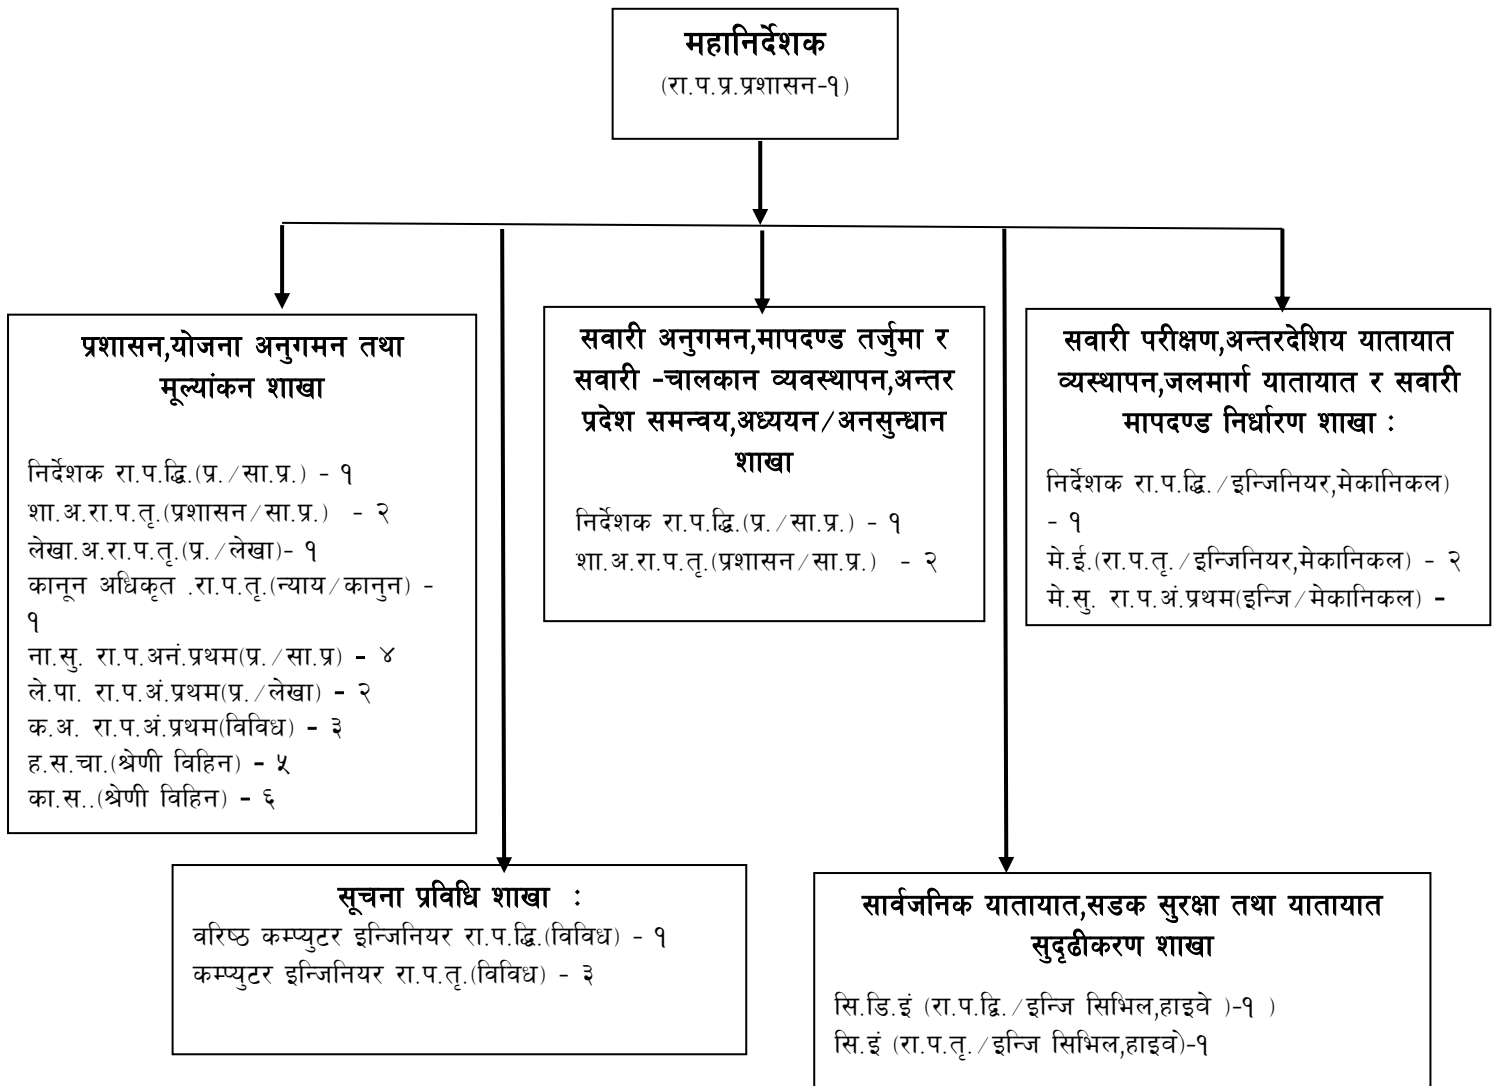 महानिर्देशक
(रा.प.प्र.प्रशासन-१)
प्रशासन,योजना अनुगमन तथा
मूल्यांकन शाखा
निर्देशक रा.प.द्धि.(प्र./सा.प्र.) - १
शा.अ.रा.प.तृ.(प्रशासन/सा.प्र.) - २
लेखा.अ.रा.प.तृ.(प्र./लेखा)- १
कानून अधिकृत .रा.प.तृ.(न्याय/कानुन) -
१
ना.सु. रा.प.अनं.प्रथम(प्र./सा.प्र) - ४
ले.पा. रा.प.अं.प्रथम(प्र./लेखा) - २
क.अ. रा.प.अं.प्रथम(विविध) - ३
ह.स.चा.(श्रेणी विहिन) - ५
का.स..(श्रेणी विहिन) - ६
सवारी अनुगमन,मापदण्ड तर्जुमा र
सवारी -चालकान व्यवस्थापन,अन्तर
प्रदेश समन्वय,अध्ययन/अनसुन्धान
शाखा
निर्देशक रा.प.द्धि.(प्र./सा.प्र.) - १
शा.अ.रा.प.तृ.(प्रशासन/सा.प्र.) - २
सवारी परीक्षण,अन्तरदेशिय यातायात
व्यस्थापन,जलमार्ग यातायात र सवारी
मापदण्ड निर्धारण शाखा :
निर्देशक रा.प.द्धि./इन्जिनियर,मेकानिकल)
- १
मे.ई.(रा.प.तृ./इन्जिनियर,मेकानिकल) - २
मे.सु. रा.प.अं.प्रथम(इन्जि/मेकानिकल) -
सूचना प्रविधि शाखा :
वरिष्ठ कम्प्युटर इन्जिनियर रा.प.द्धि.(विविध) - १
कम्प्युटर इन्जिनियर रा.प.तृ.(विविध) - ३
सार्वजनिक यातायात,सडक सुरक्षा तथा यातायात
सुदृढीकरण शाखा
सि.डि.इं (रा.प.द्वि./इन्जि सिभिल,हाइवे )-१ )
सि.इं (रा.प.तृ./इन्जि सिभिल,हाइवे)-१